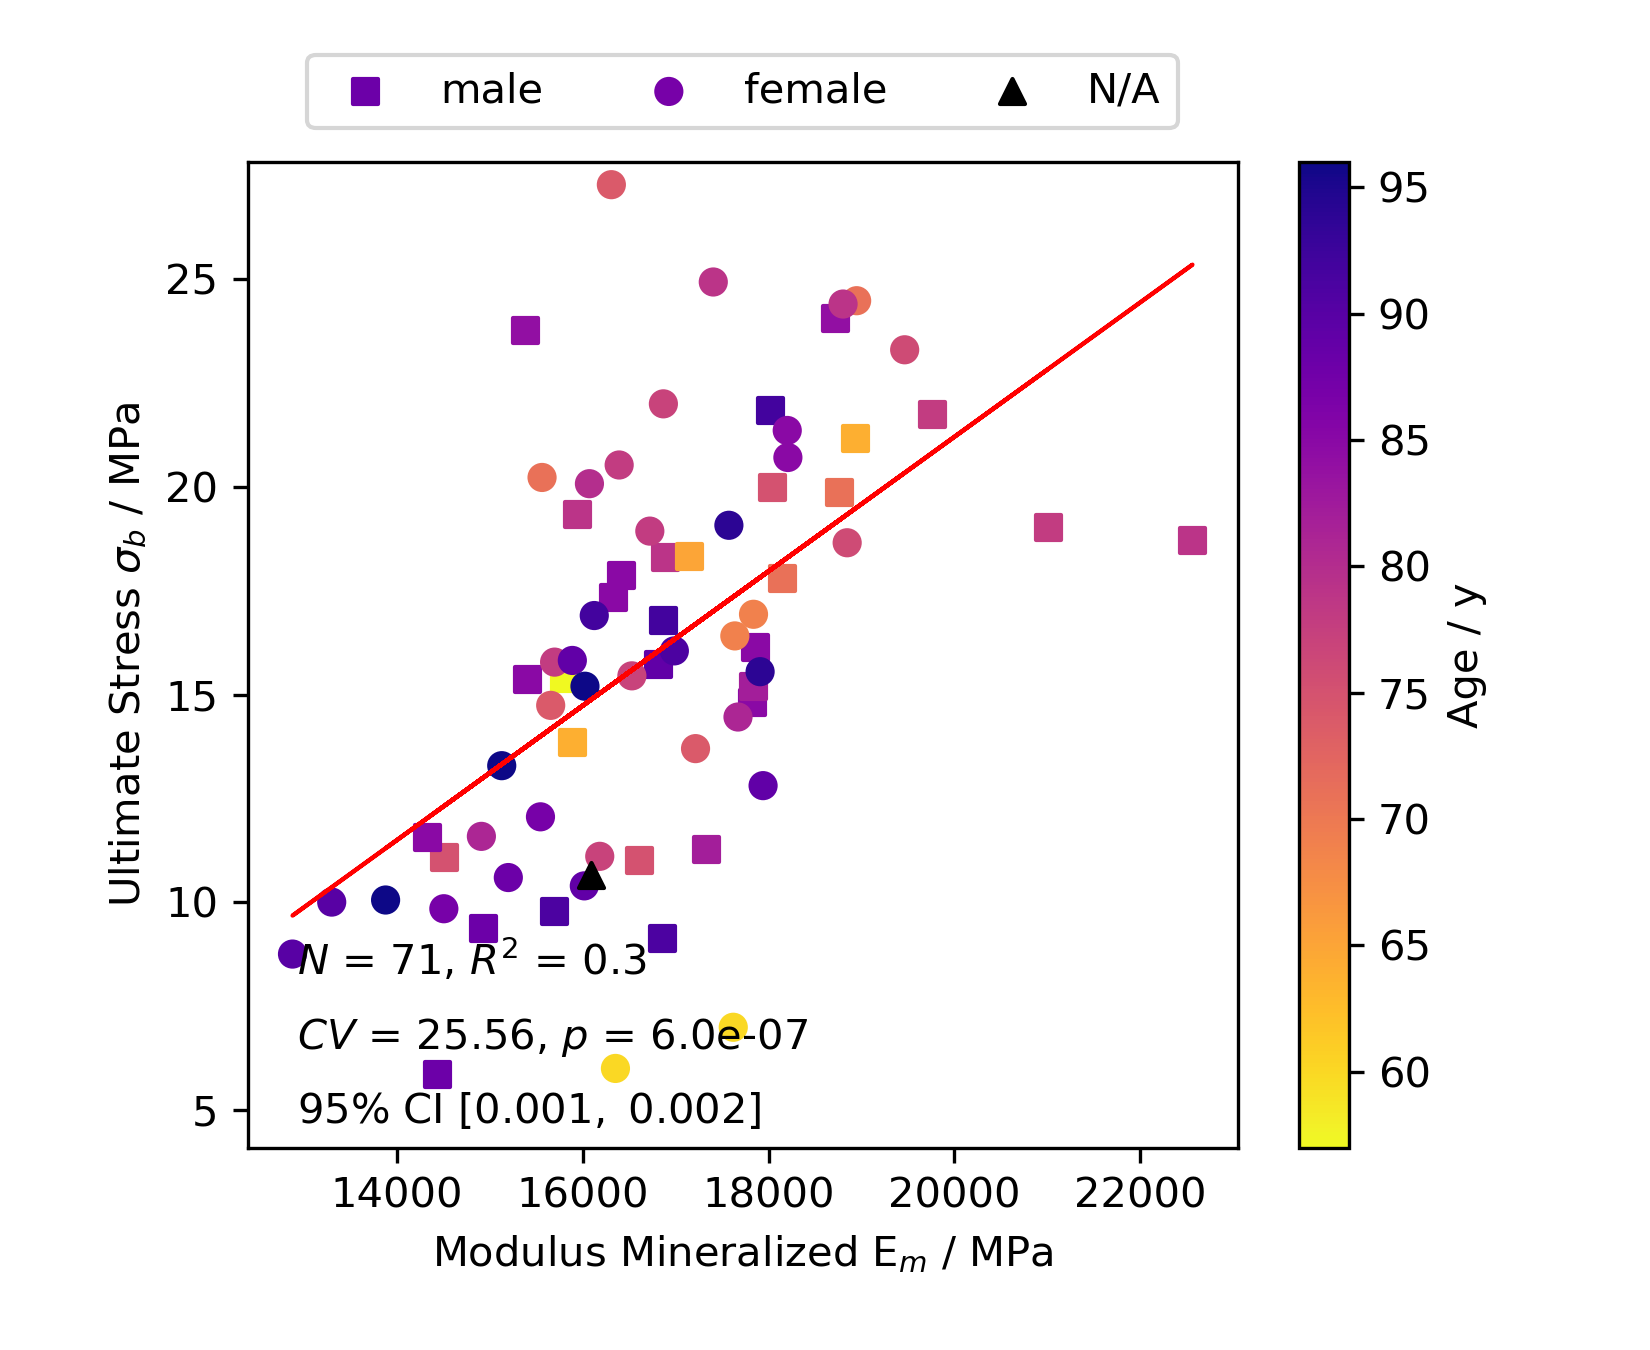 male female N/A
25
20
15
10
5
Ultimate Stress σb / MPa
N = 71, R² = 0.3
CV = 25.56, p = 6.0e-07
95% CI [0.001, 0.002]
14000 16000 18000 20000 22000
Modulus Mineralized Em / MPa
95
90
85
80
75
70
65
60
Age / y